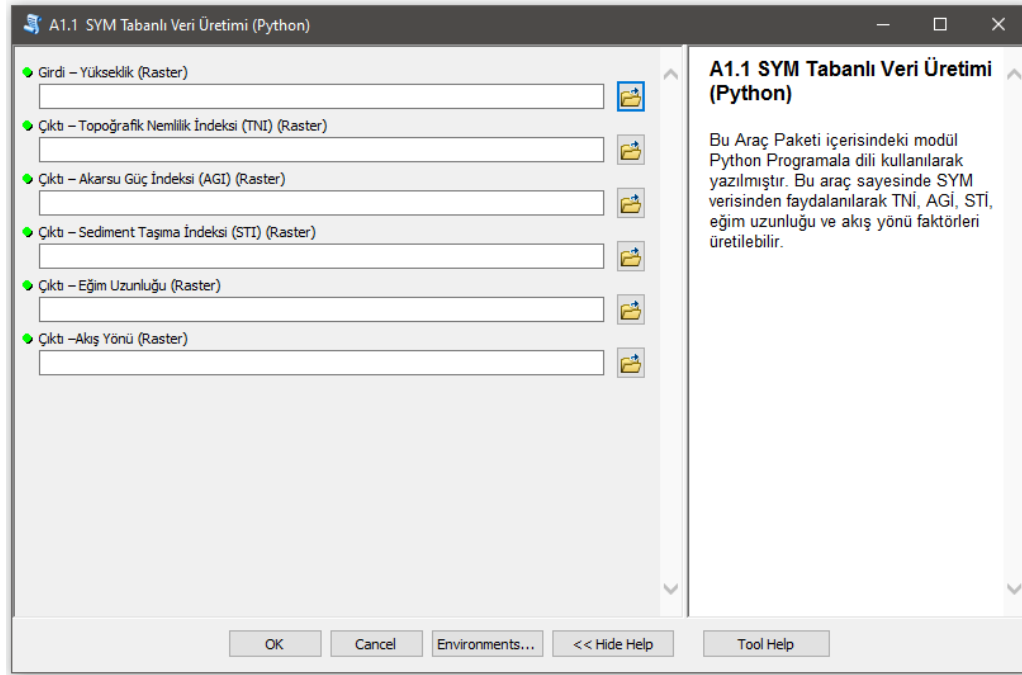 A1.1 SYM Tabanlı Veri Üretimi (Python)
Girdi – Yükseklik (Raster)
Çıktı – Topoğrafik Nemlilik İndeksi (TNI) (Raster)
Çıktı – Akarsu Güç İndeksi (AGI) (Raster)
Çıktı – Sediment Taşıma İndeksi (STI) (Raster)
Çıktı – Eğim Uzunluğu (Raster)
Çıktı –Akış Yönü (Raster)
A1.1 SYM Tabanlı Veri Üretimi
(Python)
Bu Araç Paketi içerisindeki modül
Python Programala dili kullanılarak
yazılmıştır. Bu araç sayesinde SYM
verisinden faydalanılarak TNİ, AGİ, STİ,
eğim uzunluğu ve akış yönü faktörleri
üretilebilir.
OK Cancel Environments... << Hide Help Tool Help